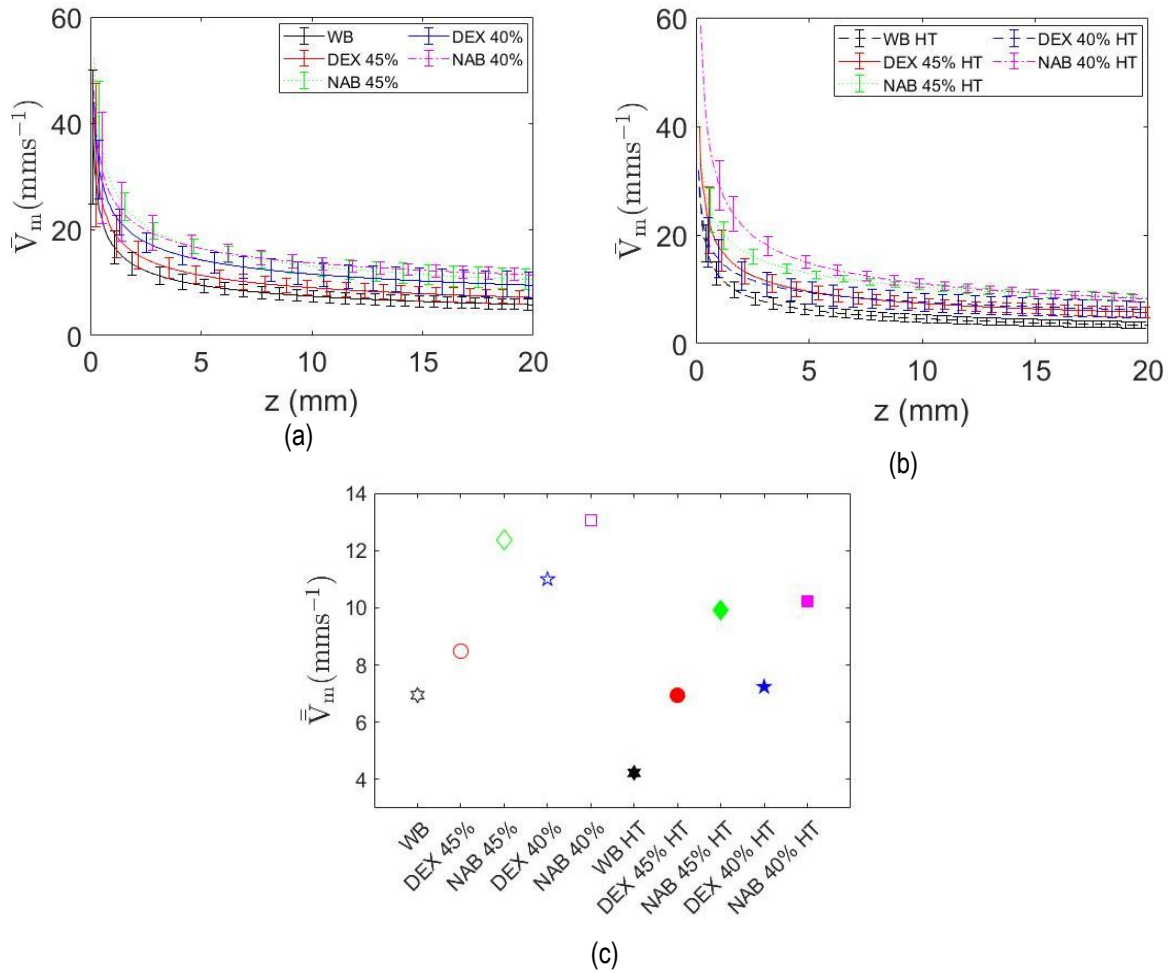 60
40
20
0
V̄ₘ(mms⁻¹)
WB
DEX 45%
NAB 45%
DEX 40%
NAB 40%
0 5 10 15 20
z (mm)
(a)
60
40
20
0
V̄ₘ(mms⁻¹)
WB HT
DEX 45% HT
NAB 45% HT
DEX 40% HT
NAB 40% HT
0 5 10 15 20
z (mm)
(b)
14
12
10
8
6
4
V̿ₘ(mms⁻¹)
WB
DEX 45%
NAB 45%
DEX 40%
NAB 40%
WB HT
DEX 45% HT
NAB 45% HT
DEX 40% HT
NAB 40% HT
(c)